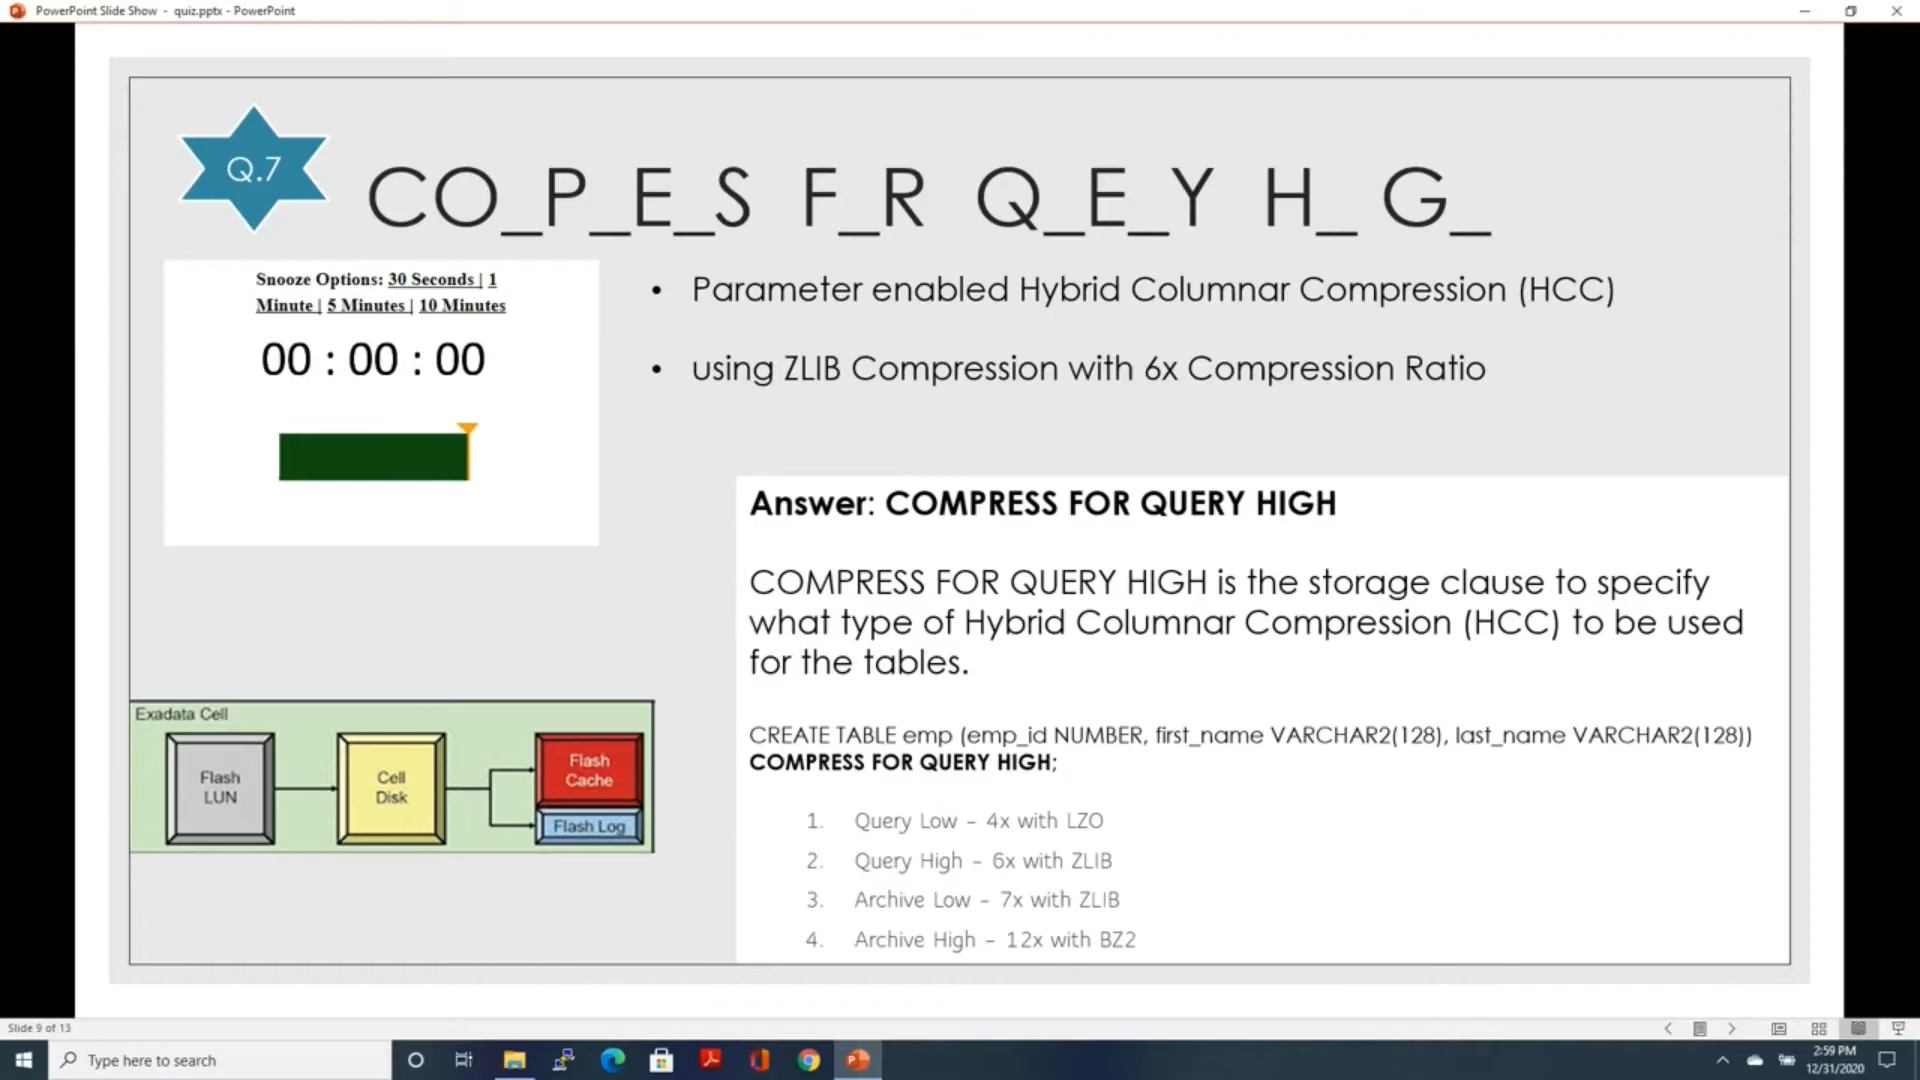 PowerPoint Slide Show - quiz.pptx - PowerPoint
Q.7
CO_P_E_S F_R Q_E_Y H_ G_
Snooze Options: 30 Seconds | 1
Minute | 5 Minutes | 10 Minutes
00 : 00 : 00
• Parameter enabled Hybrid Columnar Compression (HCC)
• using ZLIB Compression with 6x Compression Ratio
Answer: COMPRESS FOR QUERY HIGH
COMPRESS FOR QUERY HIGH is the storage clause to specify
what type of Hybrid Columnar Compression (HCC) to be used
for the tables.
CREATE TABLE emp (emp_id NUMBER, first_name VARCHAR2(128), last_name VARCHAR2(128))
COMPRESS FOR QUERY HIGH;
1. Query Low – 4x with LZO
2. Query High – 6x with ZLIB
3. Archive Low – 7x with ZLIB
4. Archive High – 12x with BZ2
Exadata Cell
Flash
LUN
Cell
Disk
Flash
Cache
Flash Log
Slide 9 of 13
Type here to search
2:59 PM
12/31/2020